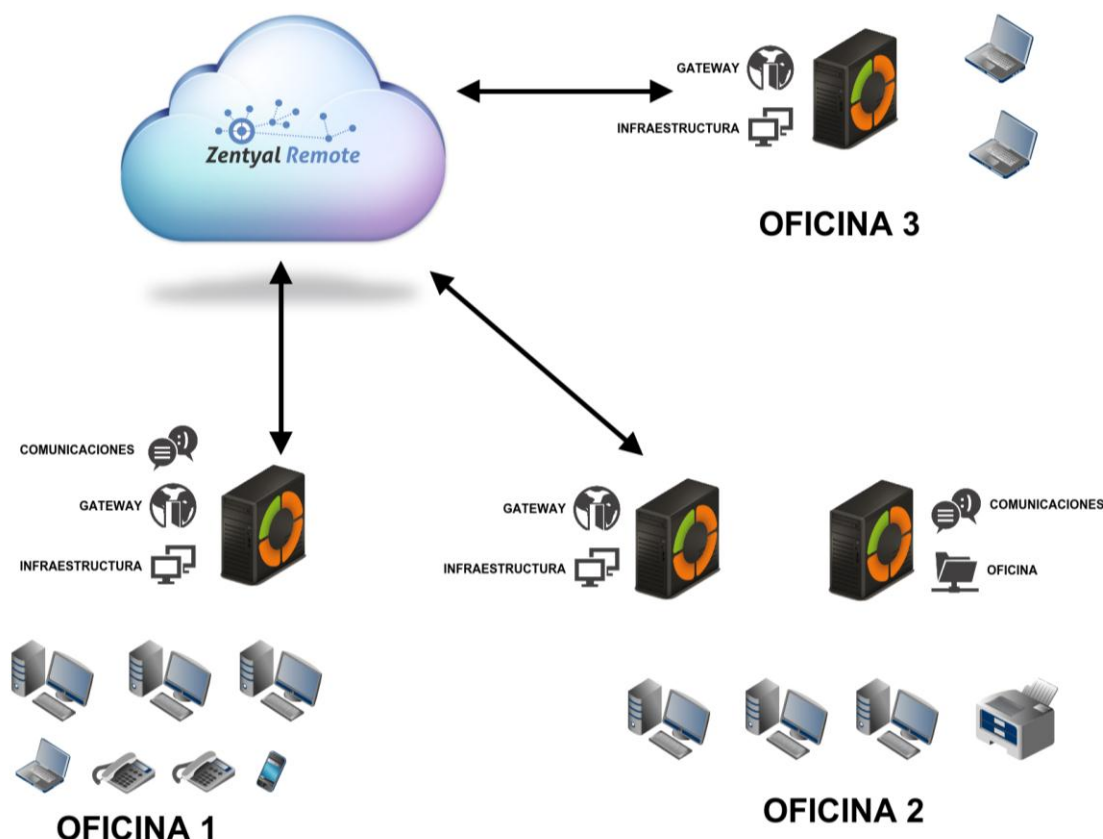 Zentyal Remote
GATEWAY
INFRAESTRUCTURA
OFICINA 3
COMUNICACIONES
GATEWAY
INFRAESTRUCTURA
OFICINA 1
GATEWAY
INFRAESTRUCTURA
COMUNICACIONES
OFICINA
OFICINA 2